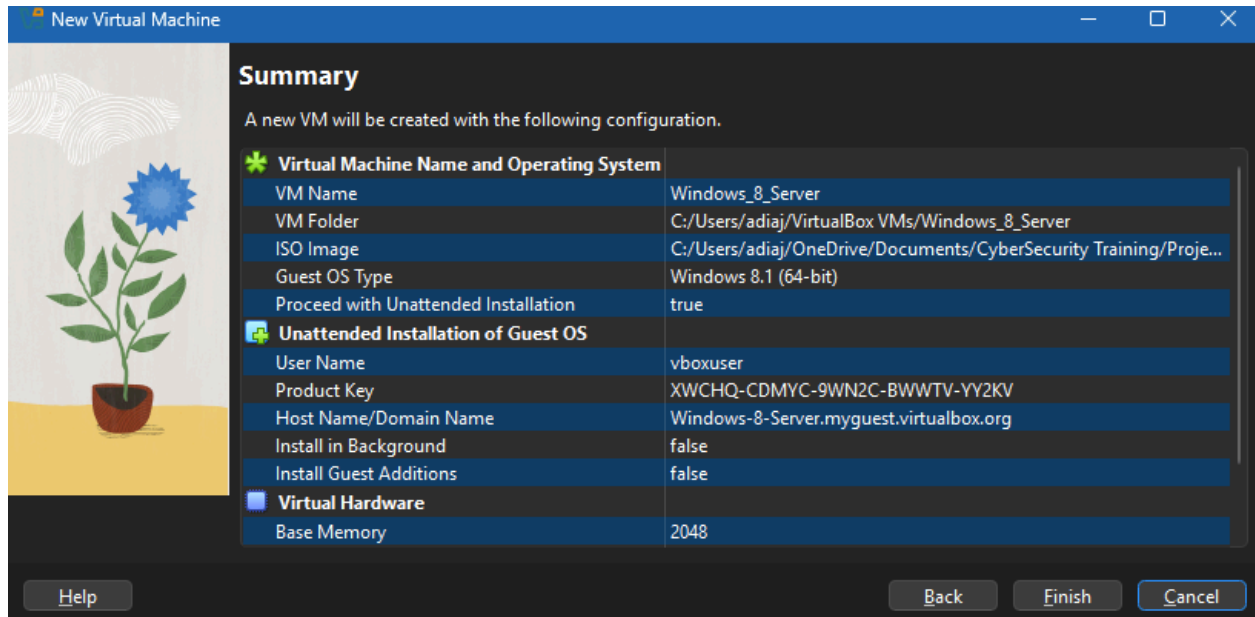 New Virtual Machine
Summary
A new VM will be created with the following configuration.
Virtual Machine Name and Operating System
VM Name Windows_8_Server
VM Folder C:/Users/adiaj/VirtualBox VMs/Windows_8_Server
ISO Image C:/Users/adiaj/OneDrive/Documents/CyberSecurity Training/Proje...
Guest OS Type Windows 8.1 (64-bit)
Proceed with Unattended Installation true
Unattended Installation of Guest OS
User Name vboxuser
Product Key XWCHQ-CDMYC-9WN2C-BWWTV-YY2KV
Host Name/Domain Name Windows-8-Server.myguest.virtualbox.org
Install in Background false
Install Guest Additions false
Virtual Hardware
Base Memory 2048
Help Back Finish Cancel